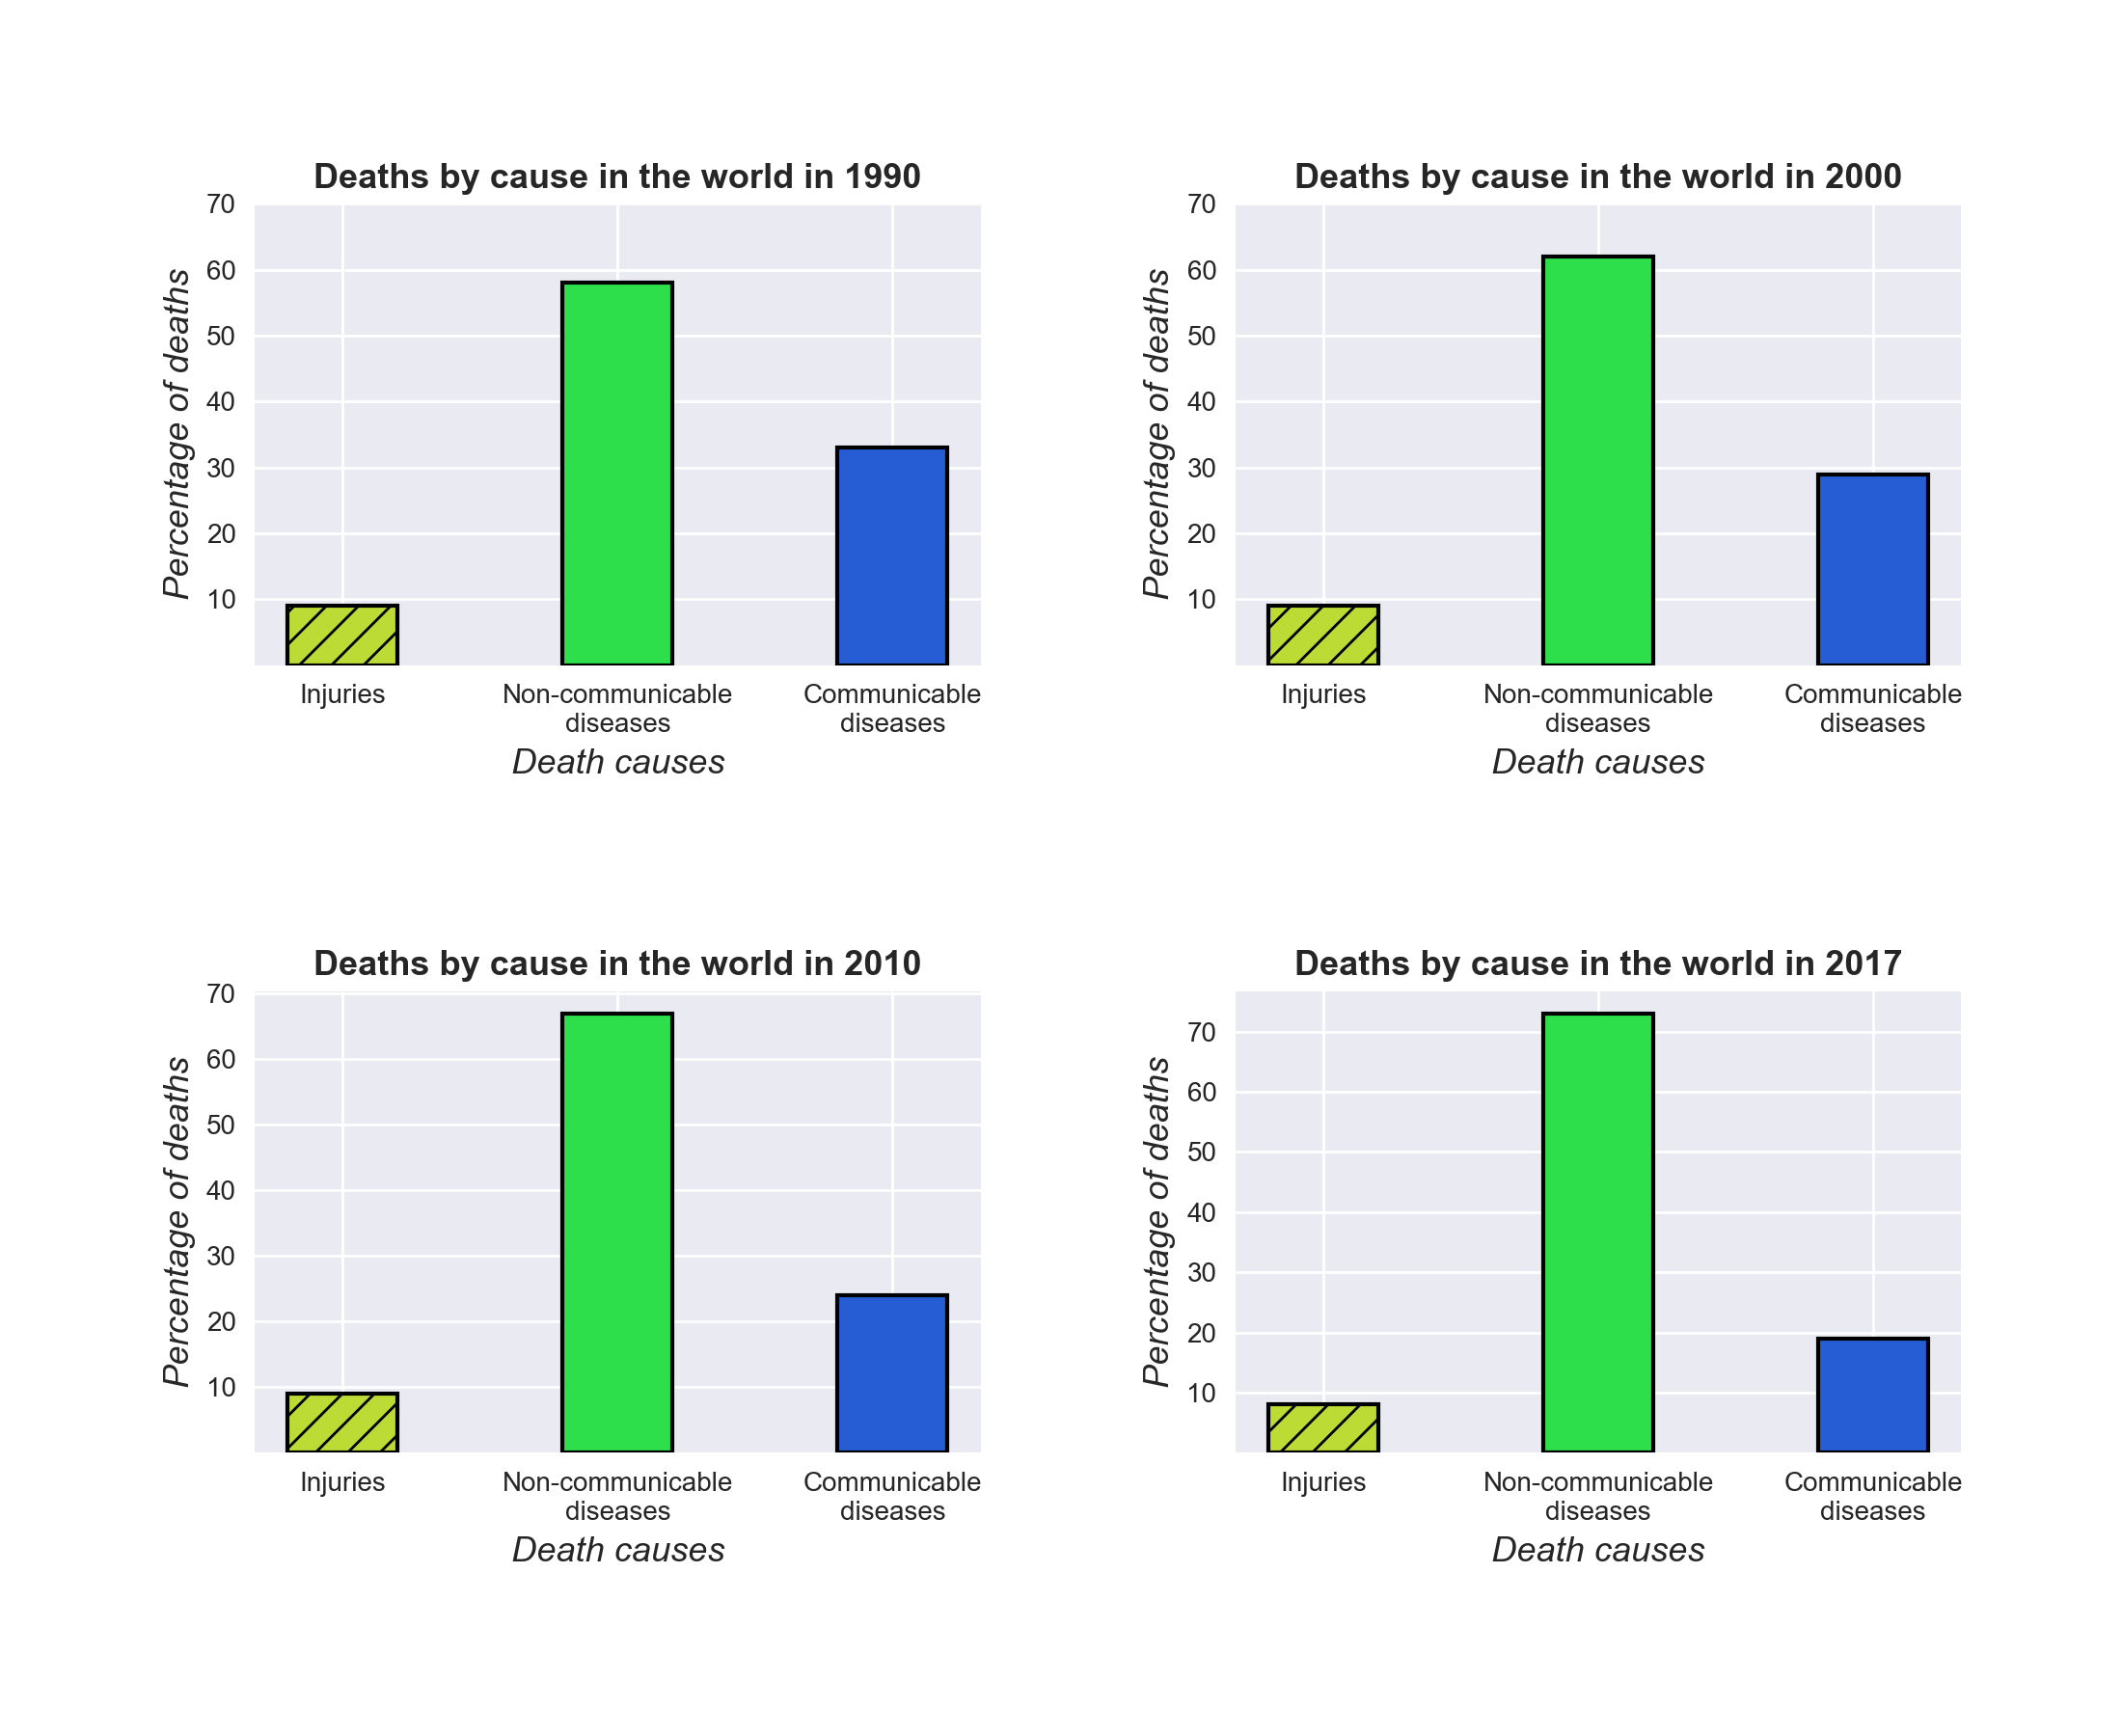 Deaths by cause in the world in 1990
70
60
50
40
30
20
10
Percentage of deaths
Injuries
Non-communicable
diseases
Communicable
diseases
Death causes
Deaths by cause in the world in 2000
70
60
50
40
30
20
10
Percentage of deaths
Injuries
Non-communicable
diseases
Communicable
diseases
Death causes
Deaths by cause in the world in 2010
70
60
50
40
30
20
10
Percentage of deaths
Injuries
Non-communicable
diseases
Communicable
diseases
Death causes
Deaths by cause in the world in 2017
70
60
50
40
30
20
10
Percentage of deaths
Injuries
Non-communicable
diseases
Communicable
diseases
Death causes